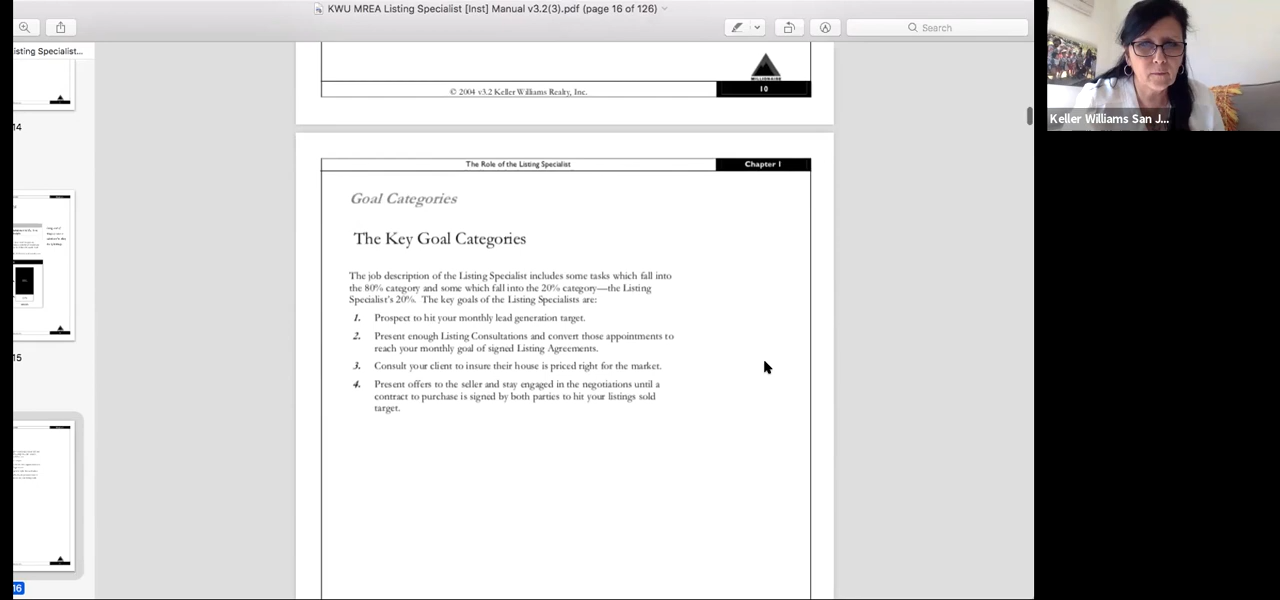 KWU MREA Listing Specialist [Inst] Manual v3.2(3).pdf (page 16 of 126)
Search
isting Specialist...
14
15
16
MILLIONAIRE
© 2004 v3.2 Keller Williams Realty, Inc.
10
The Role of the Listing Specialist
Chapter 1
Goal Categories
The Key Goal Categories
The job description of the Listing Specialist includes some tasks which fall into
the 80% category and some which fall into the 20% category—the Listing
Specialist's 20%. The key goals of the Listing Specialists are:
1. Prospect to hit your monthly lead generation target.
2. Present enough Listing Consultations and convert those appointments to
reach your monthly goal of signed Listing Agreements.
3. Consult your client to insure their house is priced right for the market.
4. Present offers to the seller and stay engaged in the negotiations until a
contract to purchase is signed by both parties to hit your listings sold
target.
Keller Williams San J...